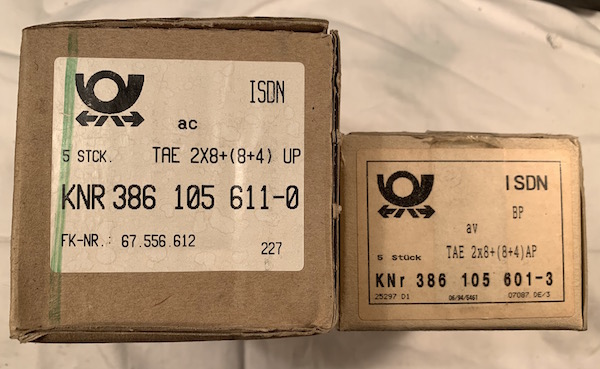 ISDN
ac
5 STCK. TAE 2X8+(8+4) UP
KNR 386 105 611-0
FK-NR.: 67.556.612
227
ISDN
BP
av
5 Stück TAE 2x8+(8+4)AP
KNr 386 105 601-3
25297 D1 06/94/5461 07087 DE/3